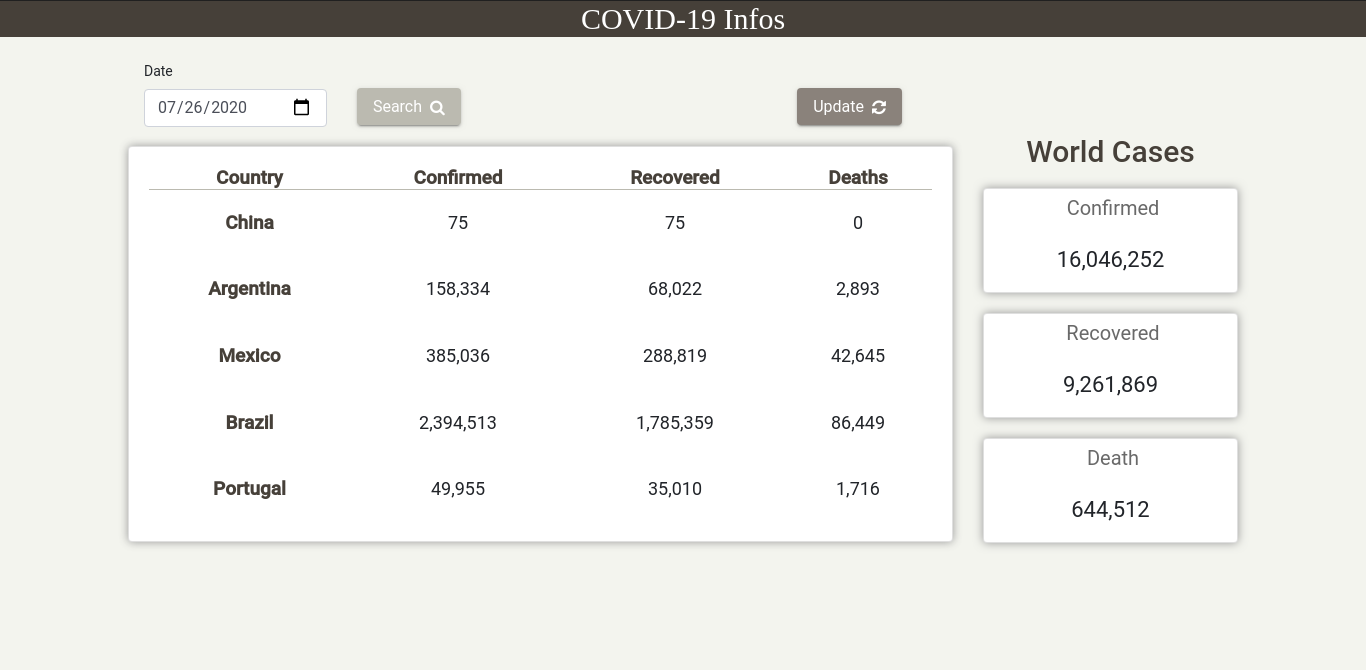 COVID-19 Infos
Date
07/26/2020
Search
Update
Country Confirmed Recovered Deaths
China 75 75 0
Argentina 158,334 68,022 2,893
Mexico 385,036 288,819 42,645
Brazil 2,394,513 1,785,359 86,449
Portugal 49,955 35,010 1,716
World Cases
Confirmed
16,046,252
Recovered
9,261,869
Death
644,512